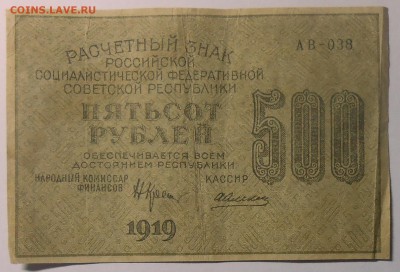 COINS.LAW.RU
РАСЧЕТНЫЙ ЗНАК
АВ-038
РОССИЙСКОЙ
СОЦИАЛИСТИЧЕСКОЙ ФЕДЕРАТИВНОЙ
СОВЕТСКОЙ РЕСПУБЛИКИ
ПЯТЬСОТ
РУБЛЕЙ
500
ОБЕСПЕЧИВАЕТСЯ ВСЕМ
ДОСТОЯНИЕМ РЕСПУБЛИКИ
НАРОДНЫЙ КОМИССАР
ФИНАНСОВ
КАССИР
1919